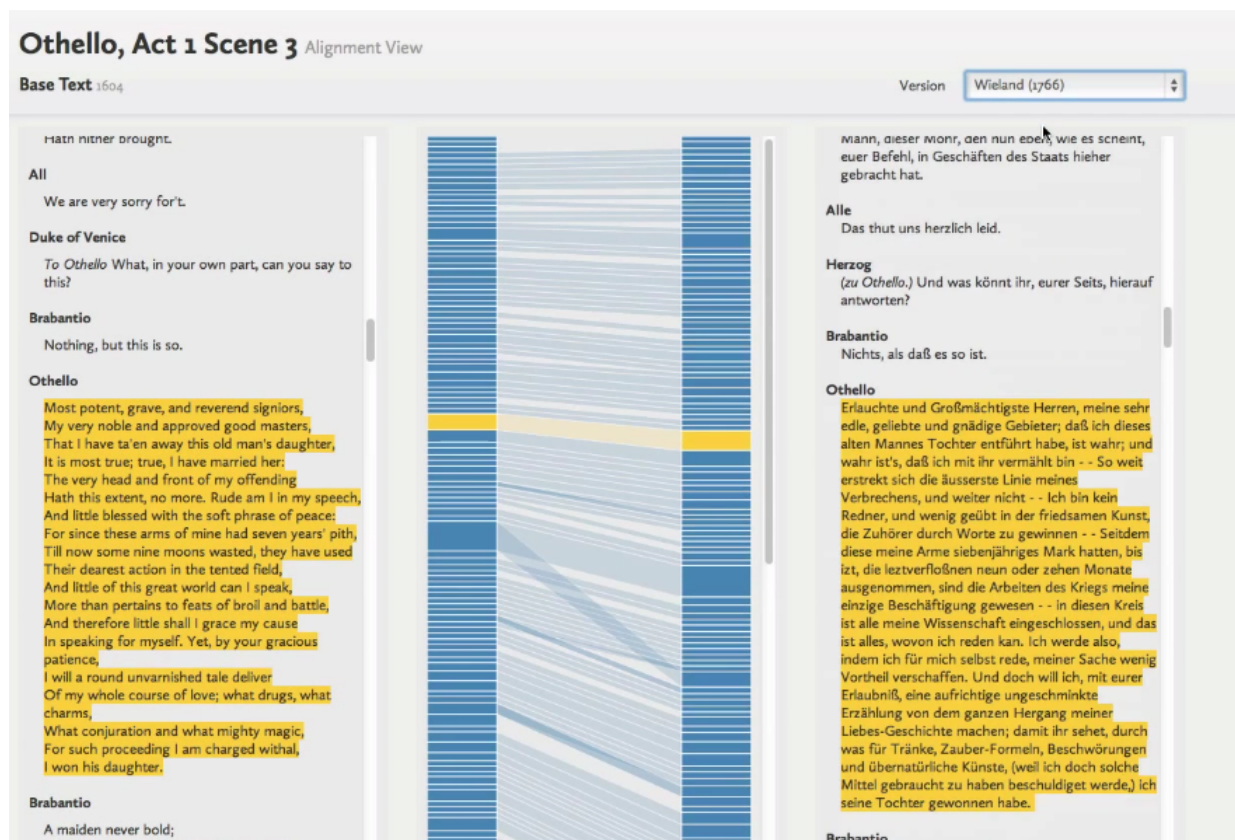 Othello, Act 1 Scene 3 Alignment View
Base Text 1604
Version Wieland (1766)
Hath hither brought.
All
We are very sorry for't.
Duke of Venice
To Othello What, in your own part, can you say to
this?
Brabantio
Nothing, but this is so.
Othello
Most potent, grave, and reverend signiors,
My very noble and approved good masters,
That I have ta'en away this old man's daughter,
It is most true; true, I have married her:
The very head and front of my offending
Hath this extent, no more. Rude am I in my speech,
And little blessed with the soft phrase of peace:
For since these arms of mine had seven years' pith,
Till now some nine moons wasted, they have used
Their dearest action in the tented field,
And little of this great world can I speak,
More than pertains to feats of broil and battle,
And therefore little shall I grace my cause
In speaking for myself. Yet, by your gracious
patience,
I will a round unvarnished tale deliver
Of my whole course of love; what drugs, what
charms,
What conjuration and what mighty magic,
For such proceeding I am charged withal,
I won his daughter.
Brabantio
A maiden never bold;
Mann, dieser Mohr, den nun eben, wie es scheint,
euer Befehl, in Geschäften des Staats hieher
gebracht hat.
Alle
Das thut uns herzlich leid.
Herzog
(zu Othello.) Und was könnt ihr, eurer Seits, hierauf
antworten?
Brabantio
Nichts, als daß es so ist.
Othello
Erlauchte und Großmächtigste Herren, meine sehr
edle, geliebte und gnädige Gebieter; daß ich dieses
alten Mannes Tochter entführt habe, ist wahr; und
wahr ist's, daß ich mit ihr vermählt bin - - So weit
erstrekt sich die äusserste Linie meines
Verbrechens, und weiter nicht - - Ich bin kein
Redner, und wenig geübt in der friedsamen Kunst,
die Zuhörer durch Worte zu gewinnen - - Seitdem
diese meine Arme siebenjähriges Mark hatten, bis
izt, die leztverfloßnen neun oder zehen Monate
ausgenommen, sind die Arbeiten des Kriegs meine
einzige Beschäftigung gewesen - - in diesen Kreis
ist alle meine Wissenschaft eingeschlossen, und das
ist alles, wovon ich reden kan. Ich werde also,
indem ich für mich selbst rede, meiner Sache wenig
Vortheil verschaffen. Und doch will ich, mit eurer
Erlaubniß, eine aufrichtige ungeschminkte
Erzählung von dem ganzen Hergang meiner
Liebes-Geschichte machen; damit ihr sehet, durch
was für Tränke, Zauber-Formeln, Beschwörungen
und übernatürliche Künste, (weil ich doch solche
Mittel gebraucht zu haben beschuldiget werde,) ich
seine Tochter gewonnen habe.
Brabantio